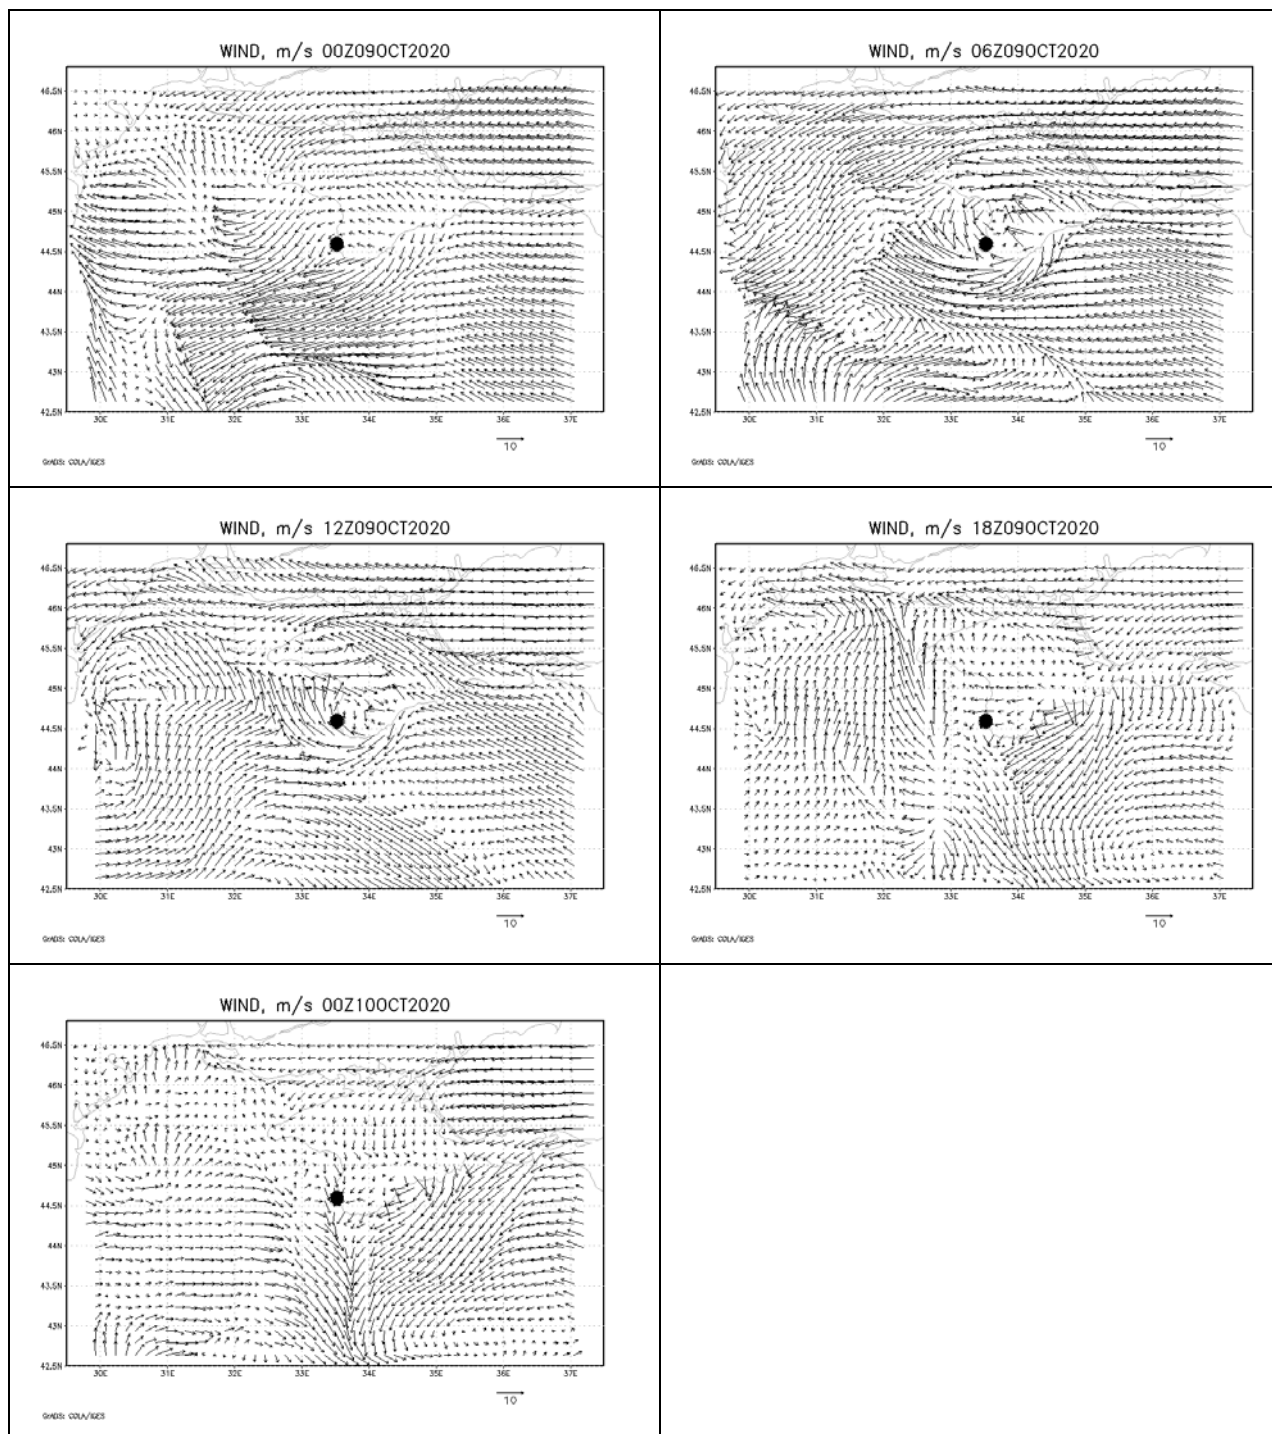 WIND, m/s 00Z09OCT2020
46.5N
46N
45.5N
45N
44.5N
44N
43.5N
43N
42.5N
30E 31E 32E 33E 34E 35E 36E 37E
10
GrADS: COLA/IGES
WIND, m/s 06Z09OCT2020
46.5N
46N
45.5N
45N
44.5N
44N
43.5N
43N
42.5N
30E 31E 32E 33E 34E 35E 36E 37E
10
GrADS: COLA/IGES
WIND, m/s 12Z09OCT2020
46.5N
46N
45.5N
45N
44.5N
44N
43.5N
43N
42.5N
30E 31E 32E 33E 34E 35E 36E 37E
10
GrADS: COLA/IGES
WIND, m/s 18Z09OCT2020
46.5N
46N
45.5N
45N
44.5N
44N
43.5N
43N
42.5N
30E 31E 32E 33E 34E 35E 36E 37E
10
GrADS: COLA/IGES
WIND, m/s 00Z10OCT2020
46.5N
46N
45.5N
45N
44.5N
44N
43.5N
43N
42.5N
30E 31E 32E 33E 34E 35E 36E 37E
10
GrADS: COLA/IGES